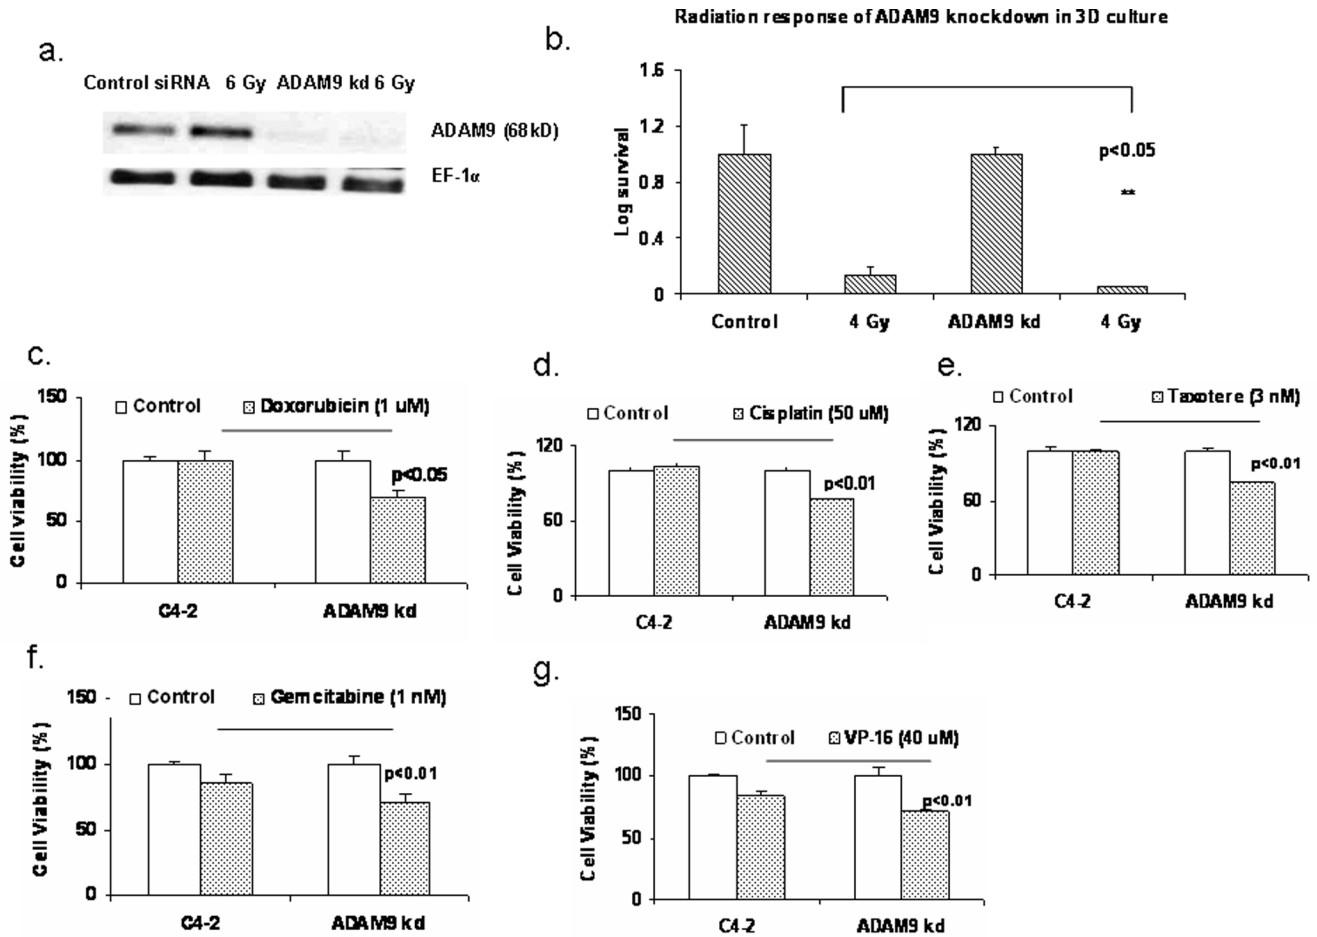 a.
Control siRNA 6 Gy ADAM9 kd 6 Gy
ADAM9 (68kD)
EF-1α
b.
Radiation response of ADAM9 knockdown in 3D culture
Log survival
1.6
1.2
0.8
0.4
0
p<0.05
**
Control 4 Gy ADAM9 kd 4 Gy
c.
Cell viability (%)
150
100
50
0
Control Doxorubicin (1 uM)
p<0.05
C4-2 ADAM9 kd
d.
Cell Viability (%)
120
60
0
Control Cisplatin (50 uM)
p<0.01
C4-2 ADAM9 kd
e.
Cell Viability (%)
120
60
0
Control Taxotere (3 nM)
p<0.01
C4-2 ADAM9 kd
f.
Cell Viability (%)
150
100
50
0
Control Gemcitabine (1 nM)
p<0.01
C4-2 ADAM9 kd
g.
Cell Viability (%)
150
100
50
0
Control VP-16 (40 uM)
p<0.01
C4-2 ADAM9 kd